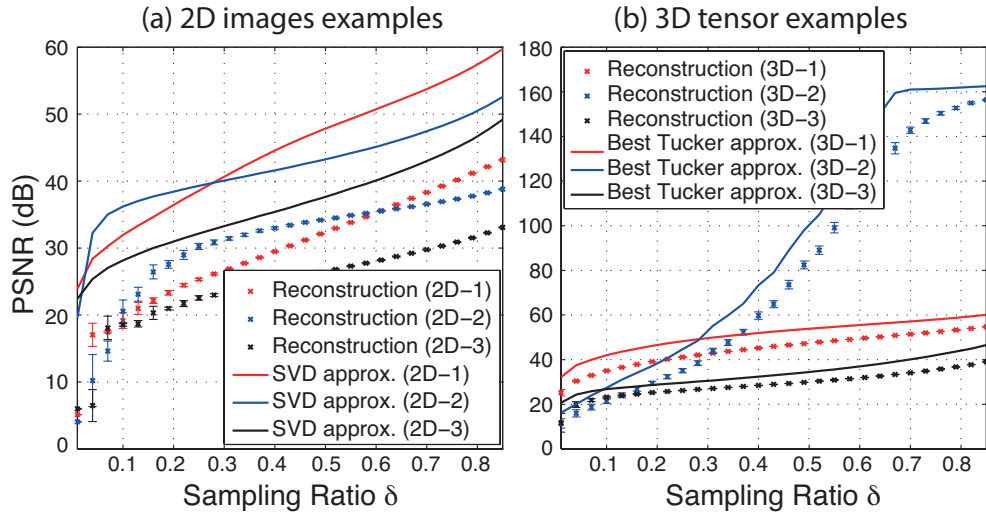 (a) 2D images examples
PSNR (dB)
60
50
40
30
20
10
0
Reconstruction (2D-1)
Reconstruction (2D-2)
Reconstruction (2D-3)
SVD approx. (2D-1)
SVD approx. (2D-2)
SVD approx. (2D-3)
0.1 0.2 0.3 0.4 0.5 0.6 0.7 0.8
Sampling Ratio δ
(b) 3D tensor examples
180
160
140
120
100
80
60
40
20
0
Reconstruction (3D-1)
Reconstruction (3D-2)
Reconstruction (3D-3)
Best Tucker approx. (3D-1)
Best Tucker approx. (3D-2)
Best Tucker approx. (3D-3)
0.1 0.2 0.3 0.4 0.5 0.6 0.7 0.8
Sampling Ratio δ